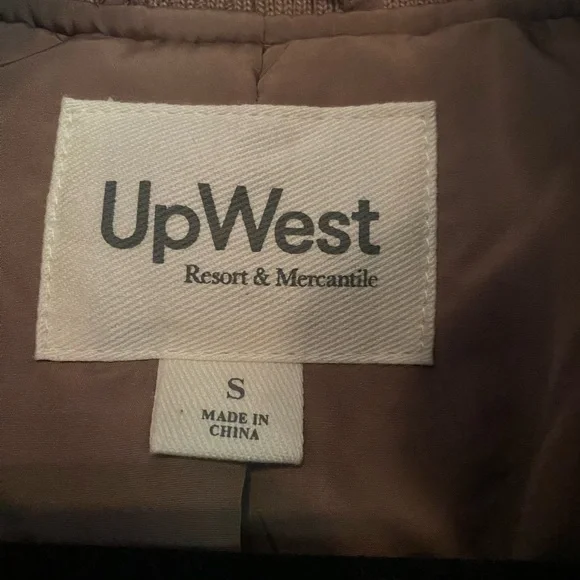 UpWest
Resort & Mercantile
S
MADE IN
CHINA